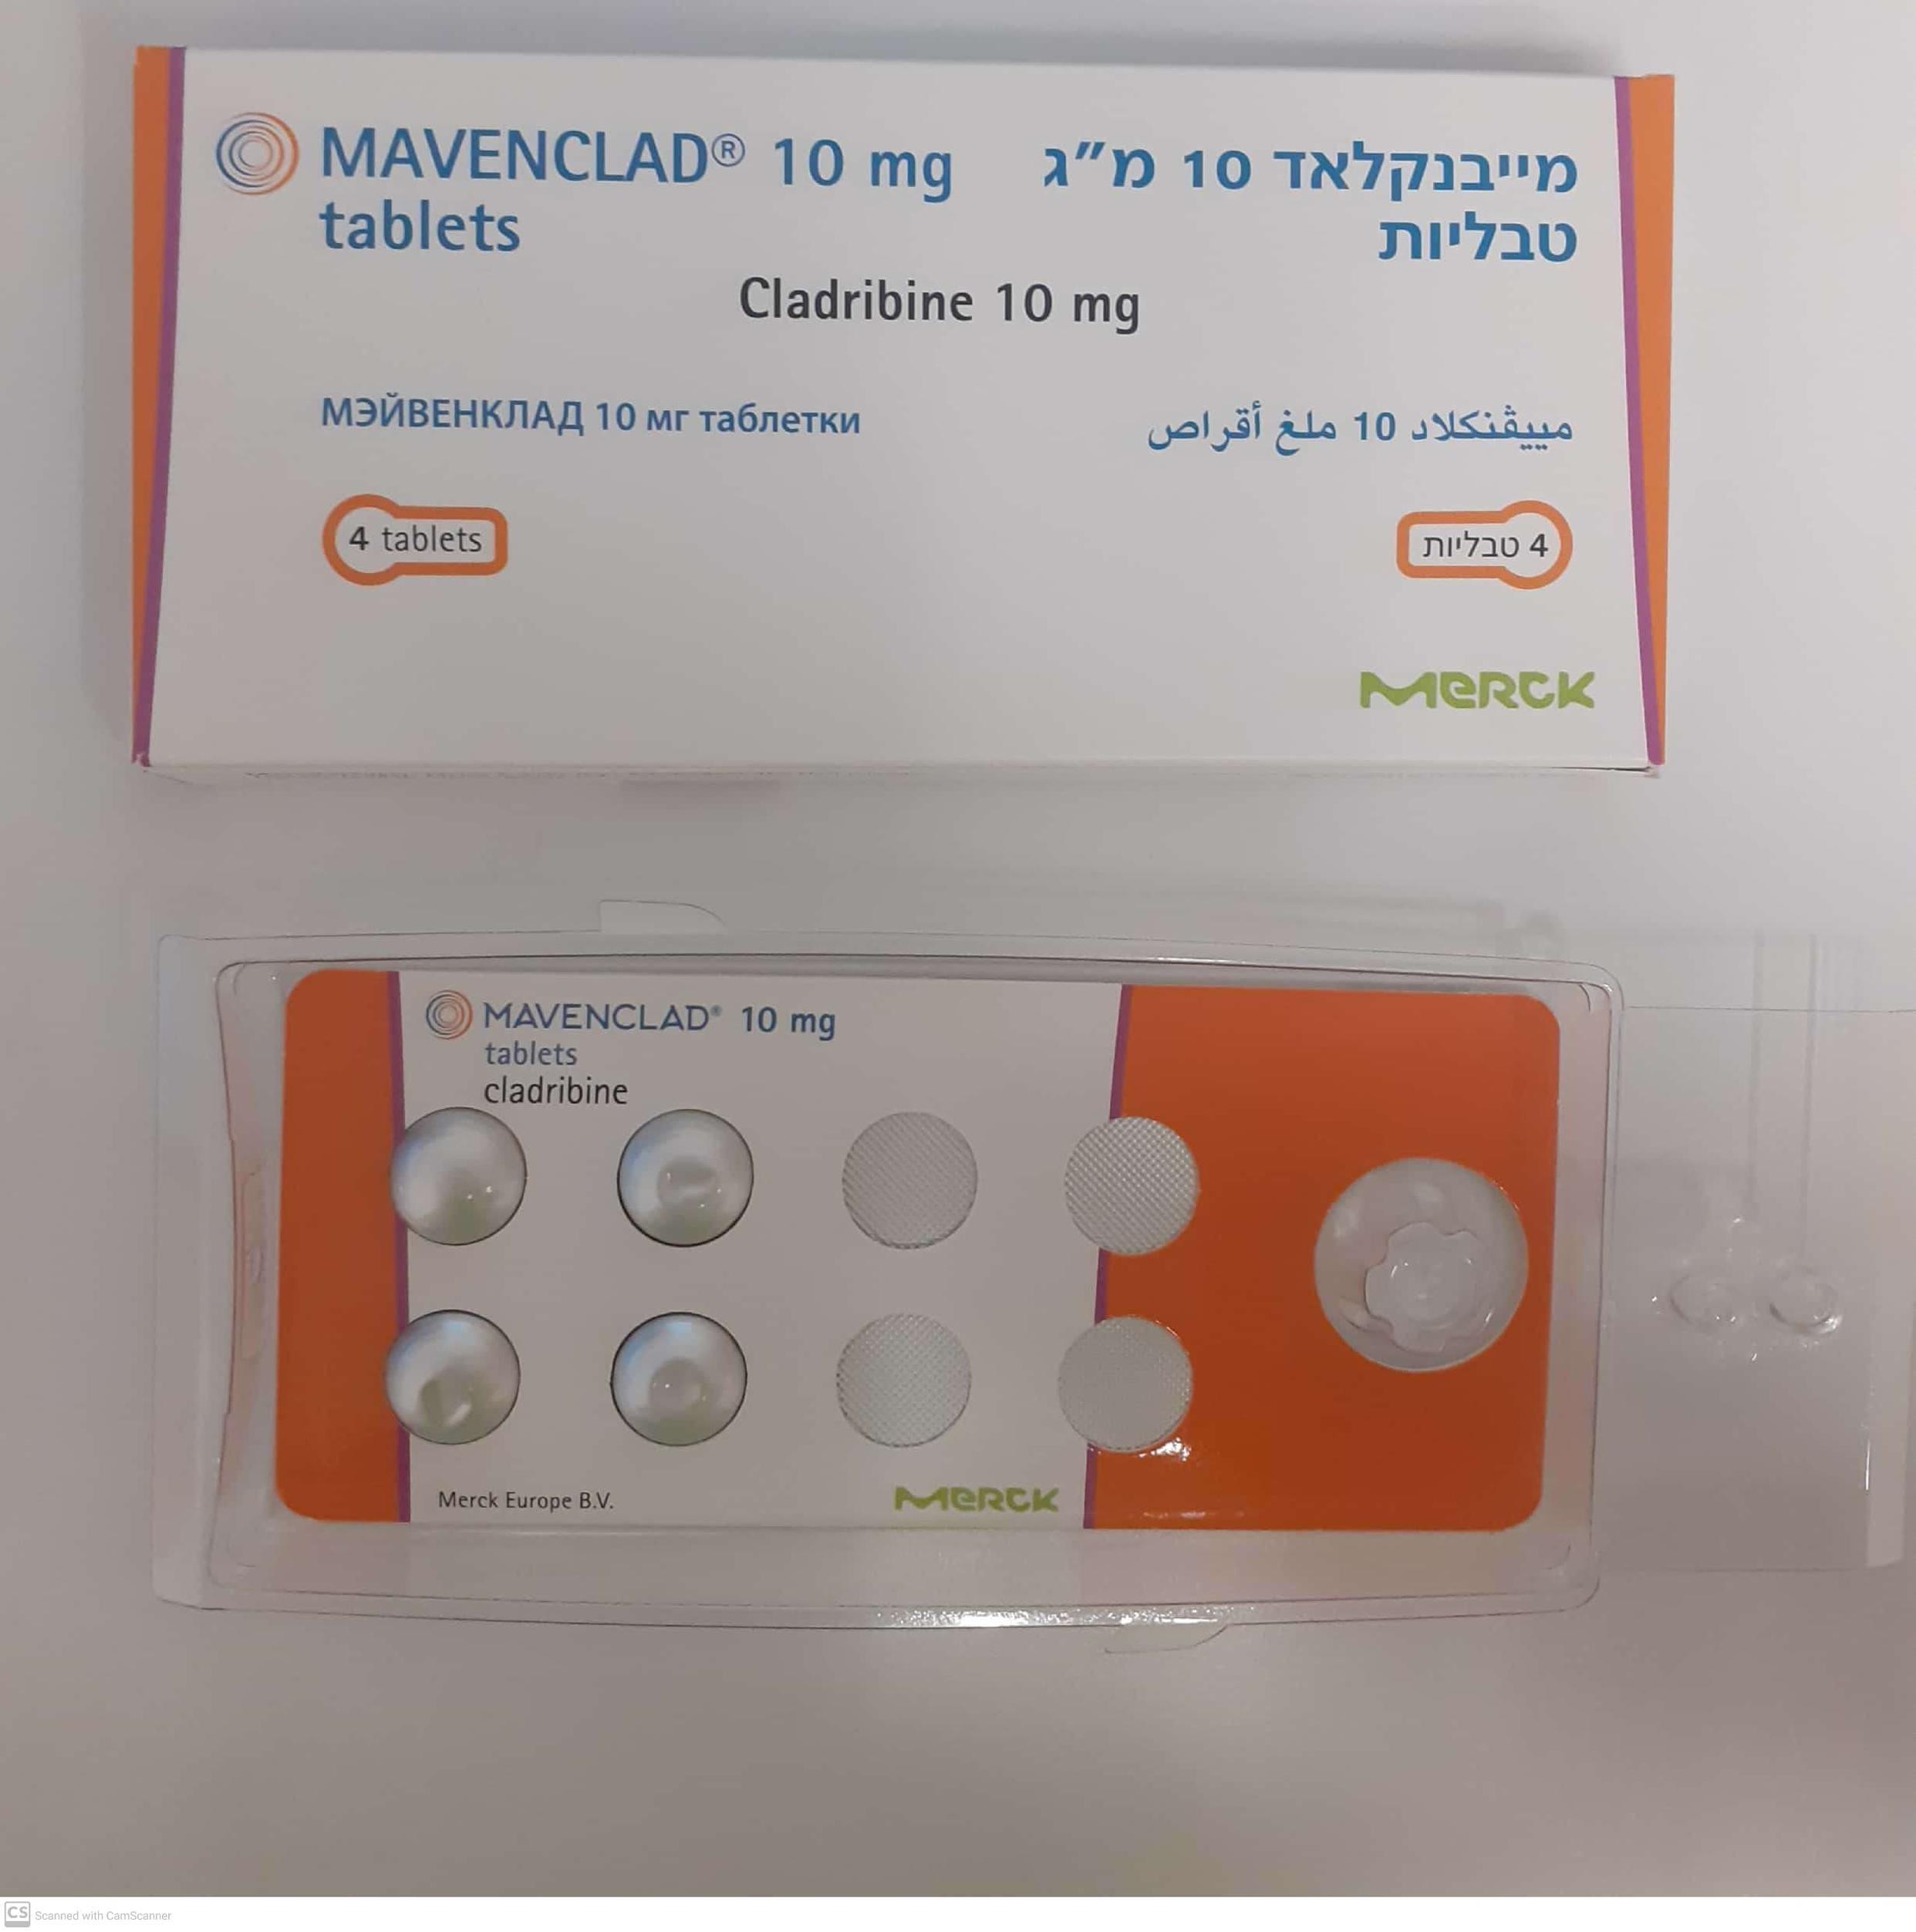 MAVENCLAD® 10 mg
tablets
מייבנקלאד 10 מ"ג
טבליות
Cladribine 10 mg
МЭЙВЕНКЛАД 10 мг таблетки
مييڤنكلاد 10 ملغ أقراص
4 tablets
4 טבליות
MERCK
MAVENCLAD® 10 mg
tablets
cladribine
Merck Europe B.V.
MERCK
CS Scanned with CamScanner